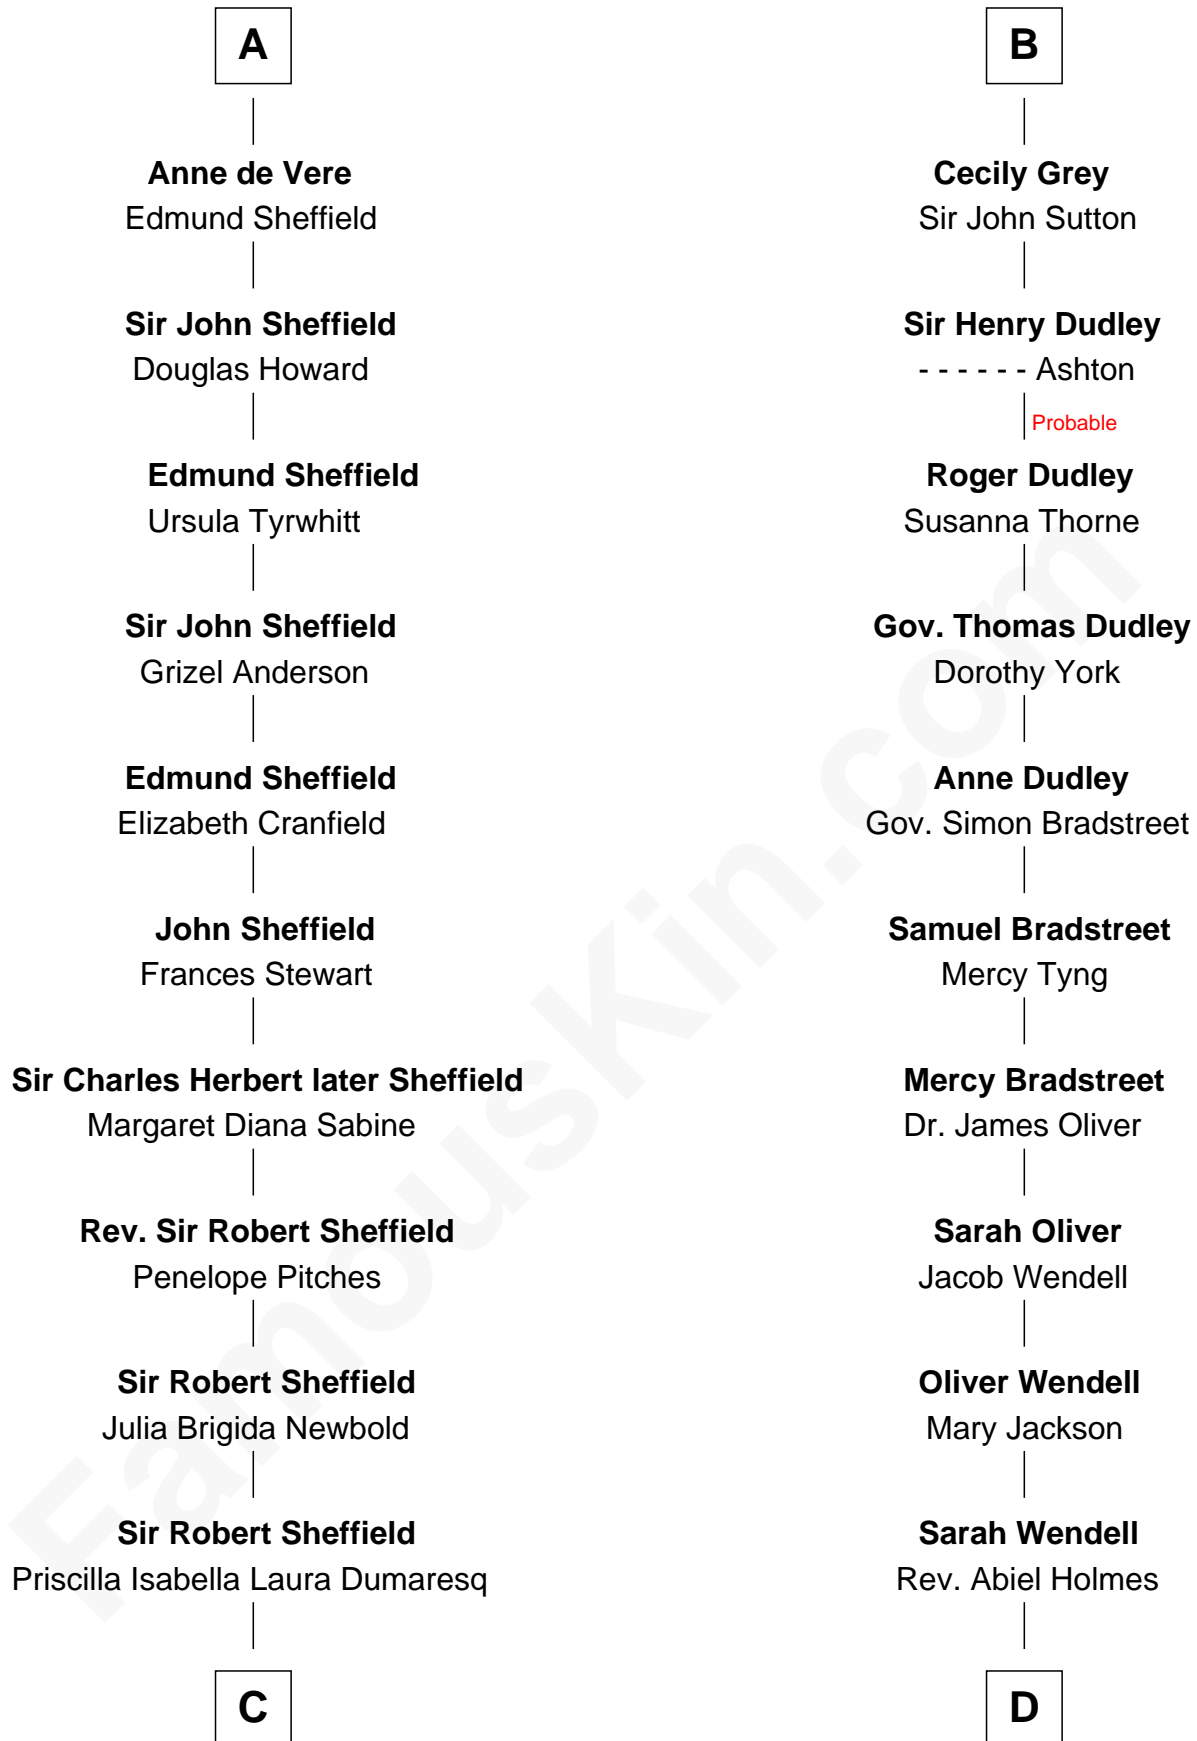 A
Anne de Vere
Edmund Sheffield
Sir John Sheffield
Douglas Howard
Edmund Sheffield
Ursula Tyrwhitt
Sir John Sheffield
Grizel Anderson
Edmund Sheffield
Elizabeth Cranfield
John Sheffield
Frances Stewart
Sir Charles Herbert later Sheffield
Margaret Diana Sabine
Rev. Sir Robert Sheffield
Penelope Pitches
Sir Robert Sheffield
Julia Brigida Newbold
Sir Robert Sheffield
Priscilla Isabella Laura Dumaresq
C
B
Cecily Grey
Sir John Sutton
Sir Henry Dudley
- - - - - - Ashton
Probable
Roger Dudley
Susanna Thorne
Gov. Thomas Dudley
Dorothy York
Anne Dudley
Gov. Simon Bradstreet
Samuel Bradstreet
Mercy Tyng
Mercy Bradstreet
Dr. James Oliver
Sarah Oliver
Jacob Wendell
Oliver Wendell
Mary Jackson
Sarah Wendell
Rev. Abiel Holmes
D
FamousKin.com